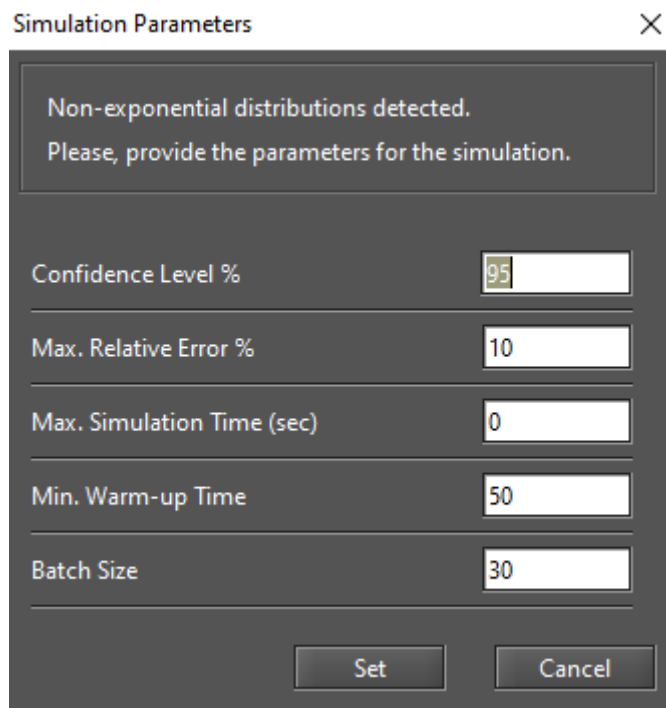 Simulation Parameters
Non-exponential distributions detected.
Please, provide the parameters for the simulation.
Confidence Level % 95
Max. Relative Error % 10
Max. Simulation Time (sec) 0
Min. Warm-up Time 50
Batch Size 30
Set Cancel